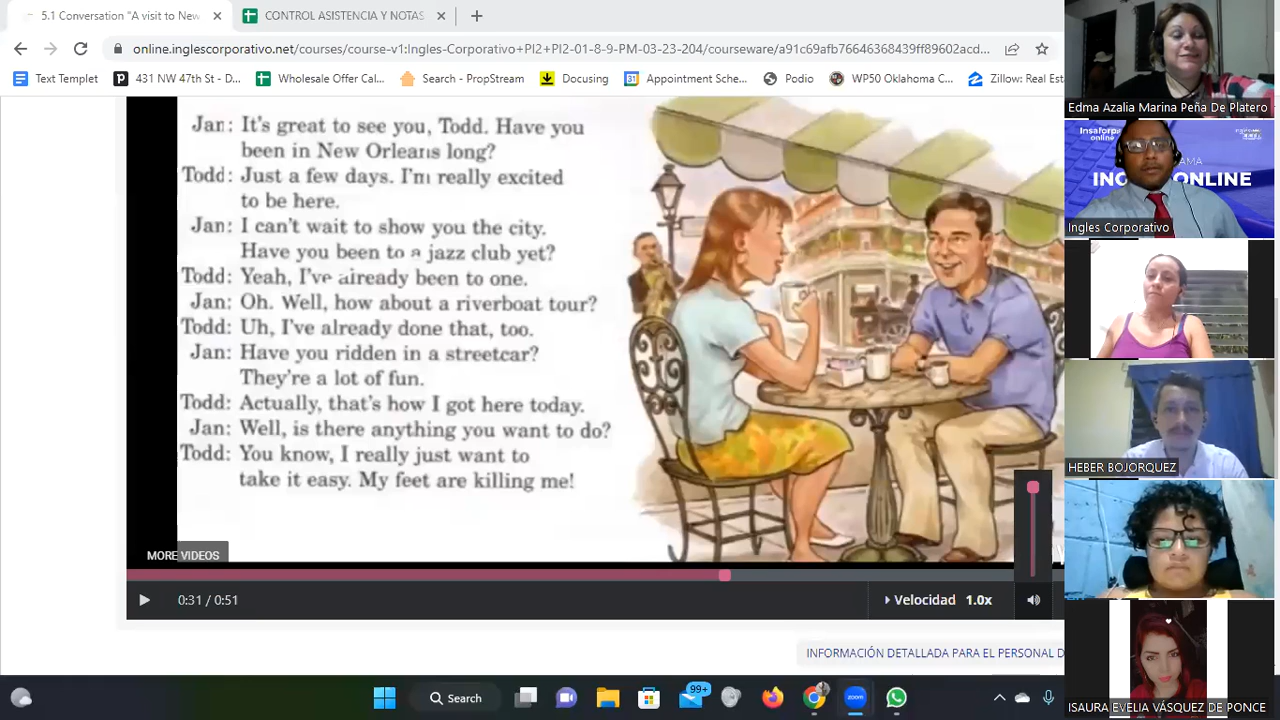 5.1 Conversation "A visit to New
CONTROL ASISTENCIA Y NOTAS
online.inglescorporativo.net/courses/course-v1:Ingles-Corporativo+PI2+PI2-01-8-9-PM-03-23-204/courseware/a91c69afb76646368439ff89602acd...
Text Templet
431 NW 47th St - D...
Wholesale Offer Cal...
Search - PropStream
Docusing
Appointment Sche...
Podio
WP50 Oklahoma C...
Zillow: Real Esta
Jan: It's great to see you, Todd. Have you
been in New Orleans long?
Todd: Just a few days. I'm really excited
to be here.
Jan: I can't wait to show you the city.
Have you been to a jazz club yet?
Todd: Yeah, I've already been to one.
Jan: Oh. Well, how about a riverboat tour?
Todd: Uh, I've already done that, too.
Jan: Have you ridden in a streetcar?
They're a lot of fun.
Todd: Actually, that's how I got here today.
Jan: Well, is there anything you want to do?
Todd: You know, I really just want to
take it easy. My feet are killing me!
MORE VIDEOS
0:31 / 0:51
Velocidad 1.0x
INFORMACIÓN DETALLADA PARA EL PERSONAL D
Search
99+
Edma Azalia Marina Peña De Platero
Insaforp
online
AMA
ING ONLINE
Ingles Corporativo
HEBER BOJORQUEZ
ISAURA EVELIA VÁSQUEZ DE PONCE